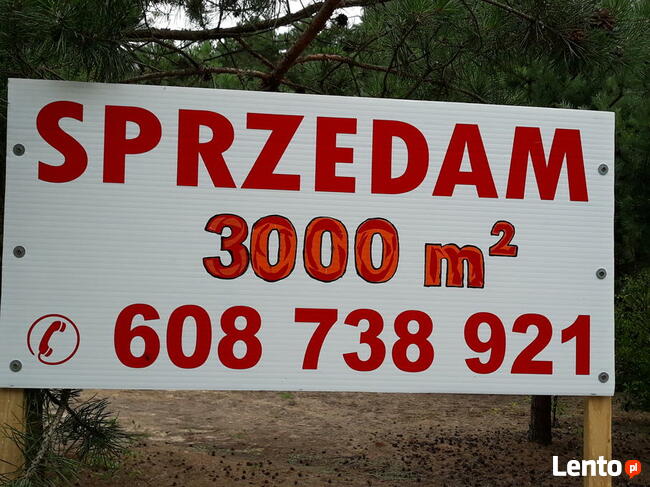 SPRZEDAM
3000 m²
608 738 921
Lento.pl